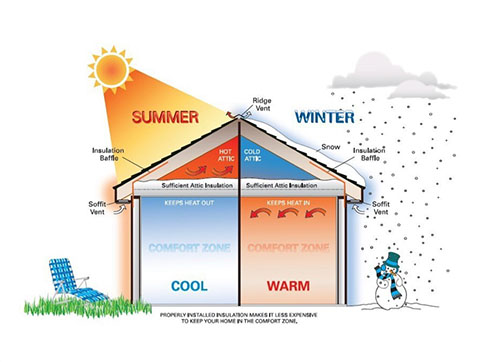 Ridge
Vent
SUMMER
WINTER
Insulation
Baffle
HOT
ATTIC
COLD
ATTIC
Snow
Insulation
Baffle
Sufficient Attic Insulation
Sufficient Attic Insulation
Soffit
Vent
KEEPS HEAT OUT
KEEPS HEAT IN
Soffit
Vent
COMFORT ZONE
COMFORT ZONE
COOL
WARM
PROPERLY INSTALLED INSULATION MAKES IT LESS EXPENSIVE
TO KEEP YOUR HOME IN THE COMFORT ZONE.